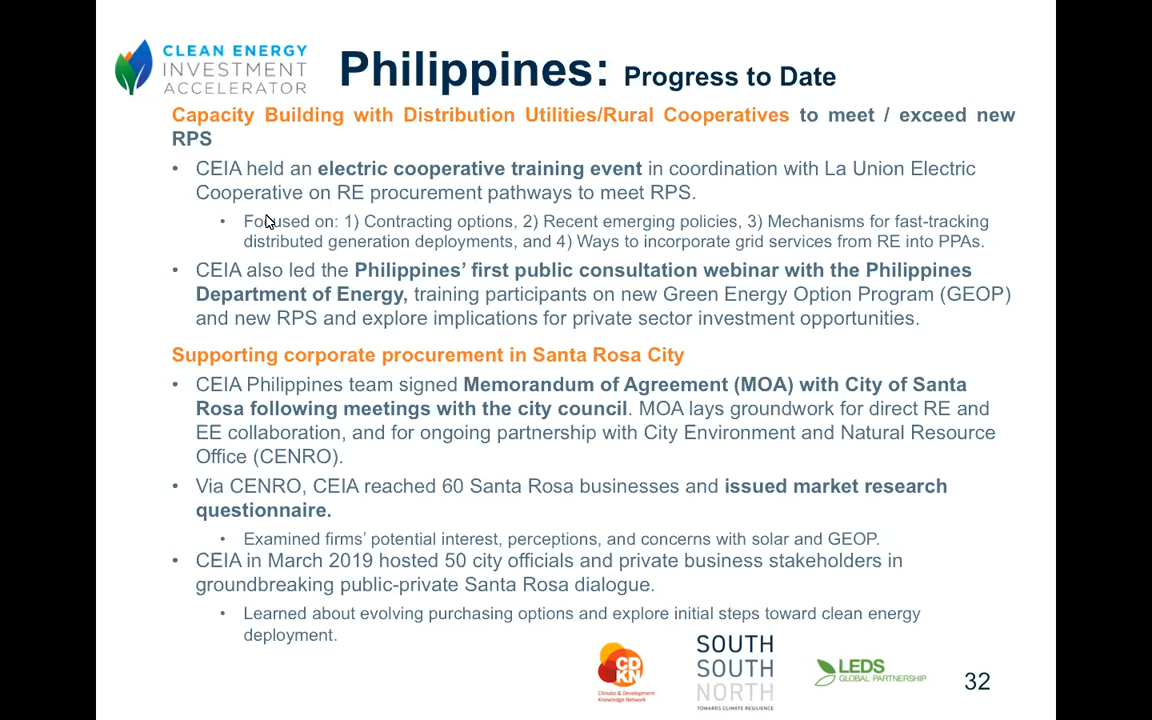 CLEAN ENERGY
INVESTMENT
ACCELERATOR
Philippines: Progress to Date
Capacity Building with Distribution Utilities/Rural Cooperatives to meet / exceed new
RPS
• CEIA held an electric cooperative training event in coordination with La Union Electric
Cooperative on RE procurement pathways to meet RPS.
• Focused on: 1) Contracting options, 2) Recent emerging policies, 3) Mechanisms for fast-tracking
distributed generation deployments, and 4) Ways to incorporate grid services from RE into PPAs.
• CEIA also led the Philippines’ first public consultation webinar with the Philippines
Department of Energy, training participants on new Green Energy Option Program (GEOP)
and new RPS and explore implications for private sector investment opportunities.
Supporting corporate procurement in Santa Rosa City
• CEIA Philippines team signed Memorandum of Agreement (MOA) with City of Santa
Rosa following meetings with the city council. MOA lays groundwork for direct RE and
EE collaboration, and for ongoing partnership with City Environment and Natural Resource
Office (CENRO).
• Via CENRO, CEIA reached 60 Santa Rosa businesses and issued market research
questionnaire.
• Examined firms’ potential interest, perceptions, and concerns with solar and GEOP.
• CEIA in March 2019 hosted 50 city officials and private business stakeholders in
groundbreaking public-private Santa Rosa dialogue.
• Learned about evolving purchasing options and explore initial steps toward clean energy
deployment.
CD
KN
Climate & Development
Knowledge Network
SOUTH
SOUTH
NORTH
TOWARDS CLIMATE RESILIENCE
LEDS
GLOBAL PARTNERSHIP
32